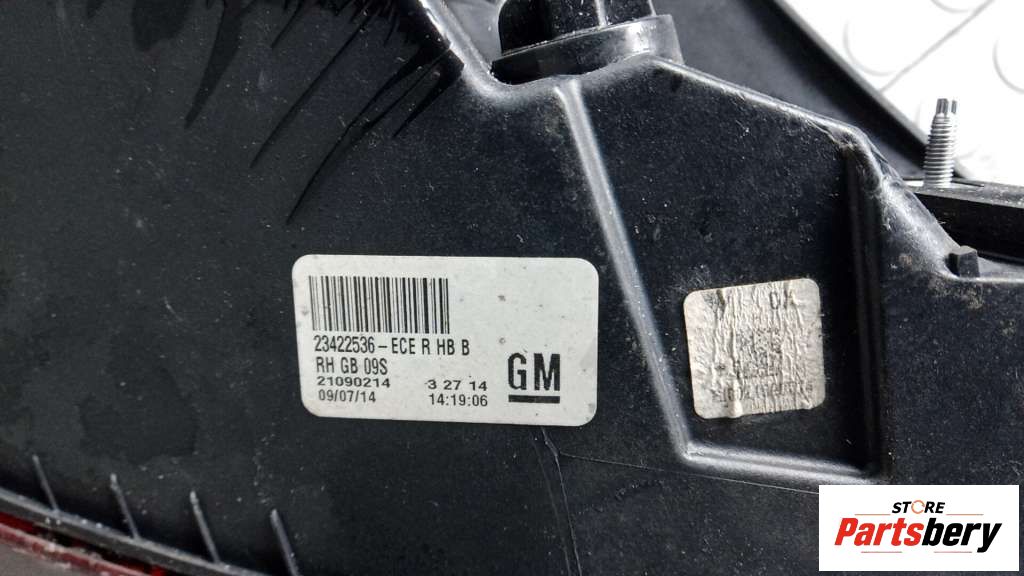 23422536-ECE R HB B
RH GB 09S
21090214 3 27 14
09/07/14 14:19:06
GM
STORE
Partsbery